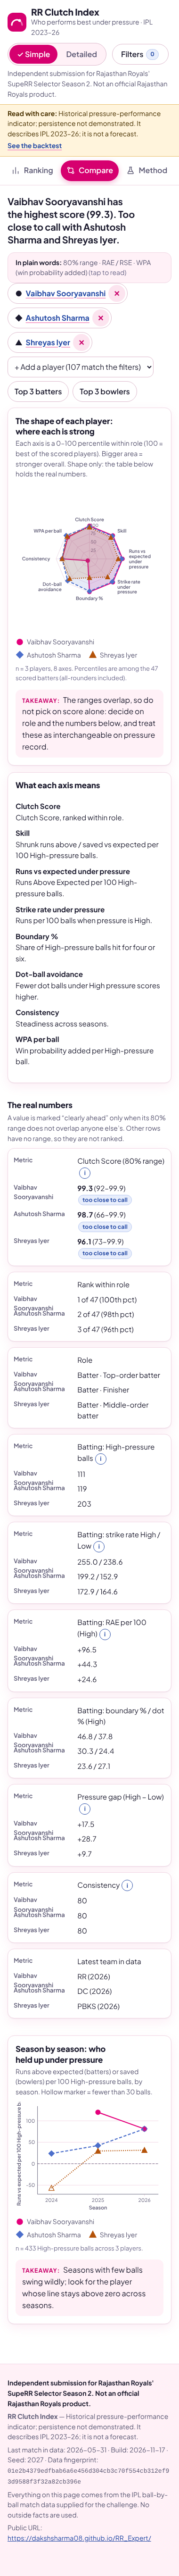 RR Clutch Index
Who performs best under pressure · IPL
2023–26
✓ Simple
Detailed
Filters 0
Independent submission for Rajasthan Royals'
SupeRR Selector Season 2. Not an official Rajasthan
Royals product.
Read with care: Historical pressure-performance
indicator; persistence not demonstrated. It
describes IPL 2023–26; it is not a forecast.
See the backtest
Ranking
Compare
Method
Vaibhav Sooryavanshi has
the highest score (99.3). Too
close to call with Ashutosh
Sharma and Shreyas Iyer.
In plain words: 80% range · RAE / RSE · WPA
(win probability added) (tap to read)
Vaibhav Sooryavanshi ×
Ashutosh Sharma ×
Shreyas Iyer ×
+ Add a player (107 match the filters)
Top 3 batters
Top 3 bowlers
The shape of each player:
where each is strong
Each axis is a 0–100 percentile within role (100 =
best of the rated players). Bigger area =
stronger overall. Shape only; the table below
holds the real numbers.
Clutch Score
WPA per ball
Skill
Consistency
Runs vs
expected
under
pressure
Dot-ball
avoidance
Strike rate
under
pressure
Boundary %
Vaibhav Sooryavanshi
Ashutosh Sharma
Shreyas Iyer
n = 3 players, 8 axes. Percentiles are among the 47
scored batters (all-rounders included).
TAKEAWAY: The ranges overlap, so do
not pick on score alone: decide on
role and the numbers below, and treat
these as interchangeable on pressure
record.
What each axis means
Clutch Score
Clutch Score, ranked within role.
Skill
Shrunk runs above / saved vs expected per
100 High-pressure balls.
Runs vs expected under pressure
Runs Above Expected per 100 High-
pressure balls.
Strike rate under pressure
Runs per 100 balls when pressure is High.
Boundary %
Share of High-pressure balls hit for four or
six.
Dot-ball avoidance
Fewer dot balls under High pressure scores
higher.
Consistency
Steadiness across seasons.
WPA per ball
Win probability added per High-pressure
ball.
The real numbers
A value is marked “clearly ahead” only when its 80%
range does not overlap anyone else's. Other rows
have no range, so they are not ranked.
Metric
Clutch Score (80% range)
i
Vaibhav
Sooryavanshi
99.3 (92–99.9)
too close to call
Ashutosh Sharma
98.7 (66–99.9)
too close to call
Shreyas Iyer
96.1 (73–99.9)
too close to call
Metric
Rank within role
Vaibhav
Sooryavanshi
1 of 47 (100th pct)
Ashutosh Sharma
2 of 47 (98th pct)
Shreyas Iyer
3 of 47 (96th pct)
Metric
Role
Vaibhav
Sooryavanshi
Batter · Top-order batter
Ashutosh Sharma
Batter · Finisher
Shreyas Iyer
Batter · Middle-order
batter
Metric
Batting: High-pressure
balls i
Vaibhav
Sooryavanshi
111
Ashutosh Sharma
119
Shreyas Iyer
203
Metric
Batting: strike rate High /
Low i
Vaibhav
Sooryavanshi
255.0 / 238.6
Ashutosh Sharma
199.2 / 152.9
Shreyas Iyer
172.9 / 164.6
Metric
Batting: RAE per 100
(High) i
Vaibhav
Sooryavanshi
+96.5
Ashutosh Sharma
+44.3
Shreyas Iyer
+24.6
Metric
Batting: boundary % / dot
% (High)
Vaibhav
Sooryavanshi
46.8 / 37.8
Ashutosh Sharma
30.3 / 24.4
Shreyas Iyer
23.6 / 27.1
Metric
Pressure gap (High − Low)
i
Vaibhav
Sooryavanshi
+17.5
Ashutosh Sharma
+28.7
Shreyas Iyer
+9.7
Metric
Consistency i
Vaibhav
Sooryavanshi
80
Ashutosh Sharma
80
Shreyas Iyer
80
Metric
Latest team in data
Vaibhav
Sooryavanshi
RR (2026)
Ashutosh Sharma
DC (2026)
Shreyas Iyer
PBKS (2026)
Season by season: who
held up under pressure
Runs above expected (batters) or saved
(bowlers) per 100 High-pressure balls, by
season. Hollow marker = fewer than 30 balls.
Runs vs expected per 100 High-pressure b
100
50
0
−50
2024
2025
2026
Season
Vaibhav Sooryavanshi
Ashutosh Sharma
Shreyas Iyer
n = 433 High-pressure balls across 3 players.
TAKEAWAY: Seasons with few balls
swing wildly; look for the player
whose line stays above zero across
seasons.
Independent submission for Rajasthan Royals'
SupeRR Selector Season 2. Not an official
Rajasthan Royals product.
RR Clutch Index — Historical pressure-performance
indicator; persistence not demonstrated. It
describes IPL 2023–26; it is not a forecast.
Last match in data: 2026-05-31 · Build: 2026-11-17 ·
Seed: 2027 · Data fingerprint:
Everything on this page comes from the IPL ball-by-
ball match data supplied for the challenge. No
outside facts are used.
Public URL:
https://dakshsharma08.github.io/RR_Expert/